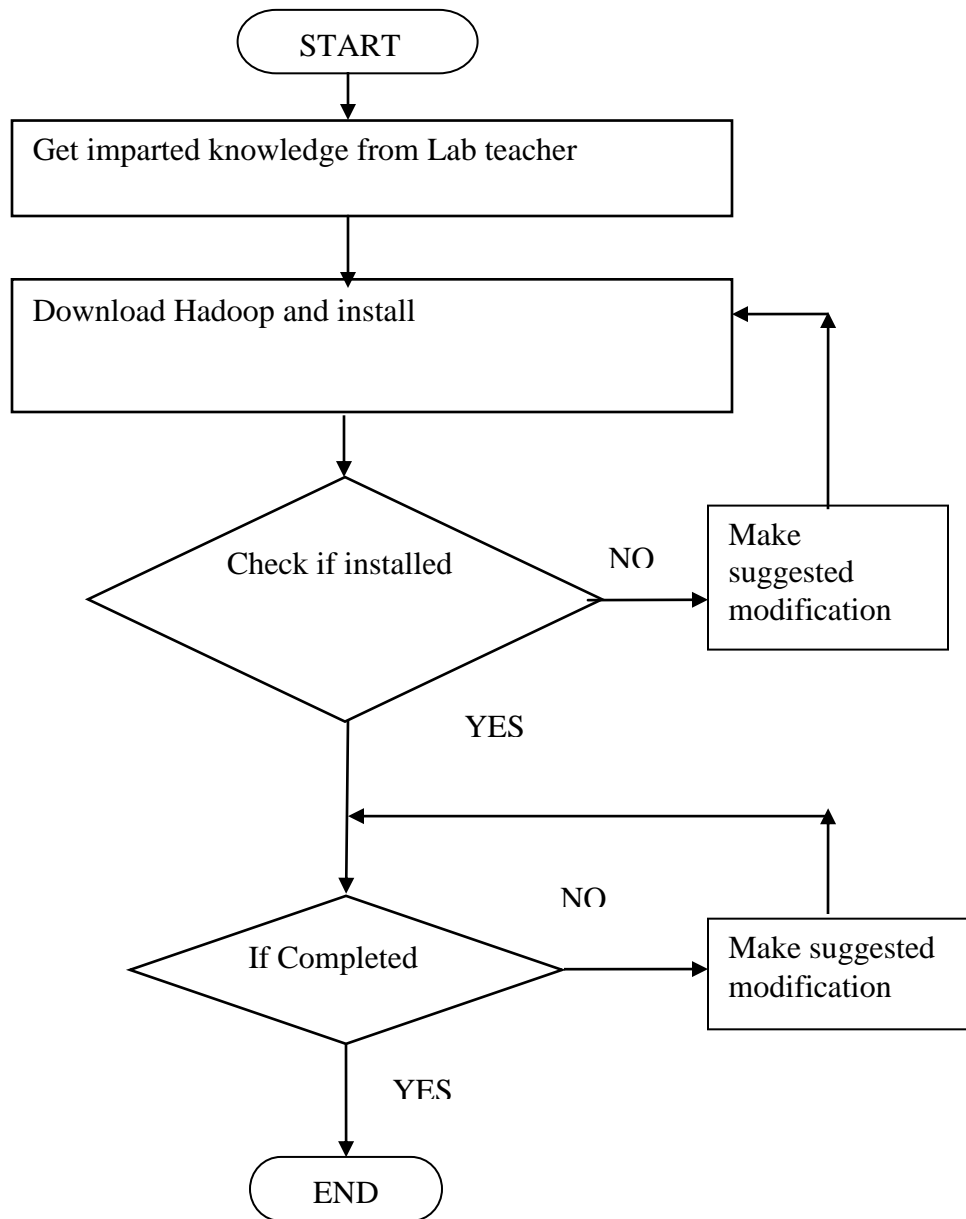 START
Get imparted knowledge from Lab teacher
Download Hadoop and install
Check if installed
NO
Make
suggested
modification
YES
NO
If Completed
Make suggested
modification
YES
END